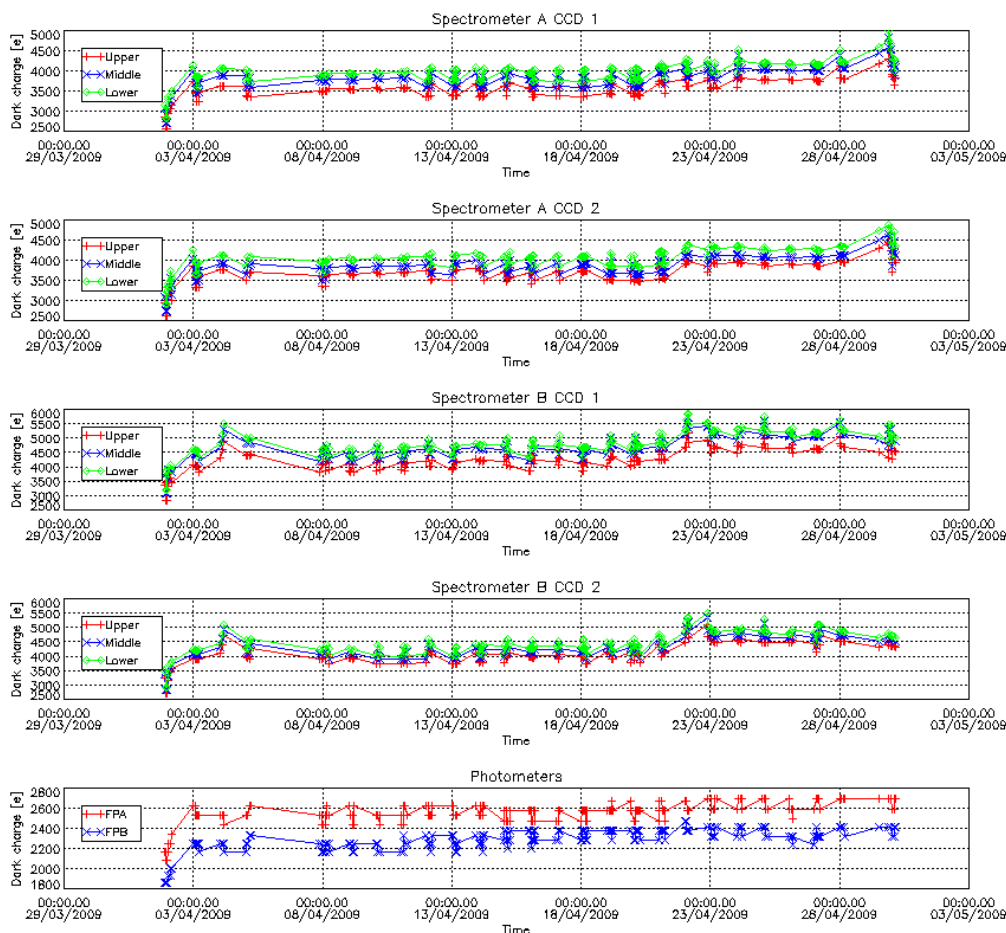 Spectrometer A CCD 1
Dark charge [e]
5000
4500
4000
3500
3000
2500
Upper
Middle
Lower
00:00.00 00:00.00 00:00.00 00:00.00 00:00.00 00:00.00 00:00.00 00:00.00
29/03/2009 03/04/2009 08/04/2009 13/04/2009 18/04/2009 23/04/2009 28/04/2009 03/05/2009
Time
Spectrometer A CCD 2
Dark charge [e]
5000
4500
4000
3500
3000
2500
Upper
Middle
Lower
00:00.00 00:00.00 00:00.00 00:00.00 00:00.00 00:00.00 00:00.00 00:00.00
29/03/2009 03/04/2009 08/04/2009 13/04/2009 18/04/2009 23/04/2009 28/04/2009 03/05/2009
Time
Spectrometer B CCD 1
Dark charge [e]
6000
5500
5000
4500
4000
3500
3000
2500
Upper
Middle
Lower
00:00.00 00:00.00 00:00.00 00:00.00 00:00.00 00:00.00 00:00.00 00:00.00
29/03/2009 03/04/2009 08/04/2009 13/04/2009 18/04/2009 23/04/2009 28/04/2009 03/05/2009
Time
Spectrometer B CCD 2
Dark charge [e]
6000
5500
5000
4500
4000
3500
3000
2500
Upper
Middle
Lower
00:00.00 00:00.00 00:00.00 00:00.00 00:00.00 00:00.00 00:00.00 00:00.00
29/03/2009 03/04/2009 08/04/2009 13/04/2009 18/04/2009 23/04/2009 28/04/2009 03/05/2009
Time
Photometers
Dark charge [e]
2800
2600
2400
2200
2000
1800
FPA
FPB
00:00.00 00:00.00 00:00.00 00:00.00 00:00.00 00:00.00 00:00.00 00:00.00
29/03/2009 03/04/2009 08/04/2009 13/04/2009 18/04/2009 23/04/2009 28/04/2009 03/05/2009
Time